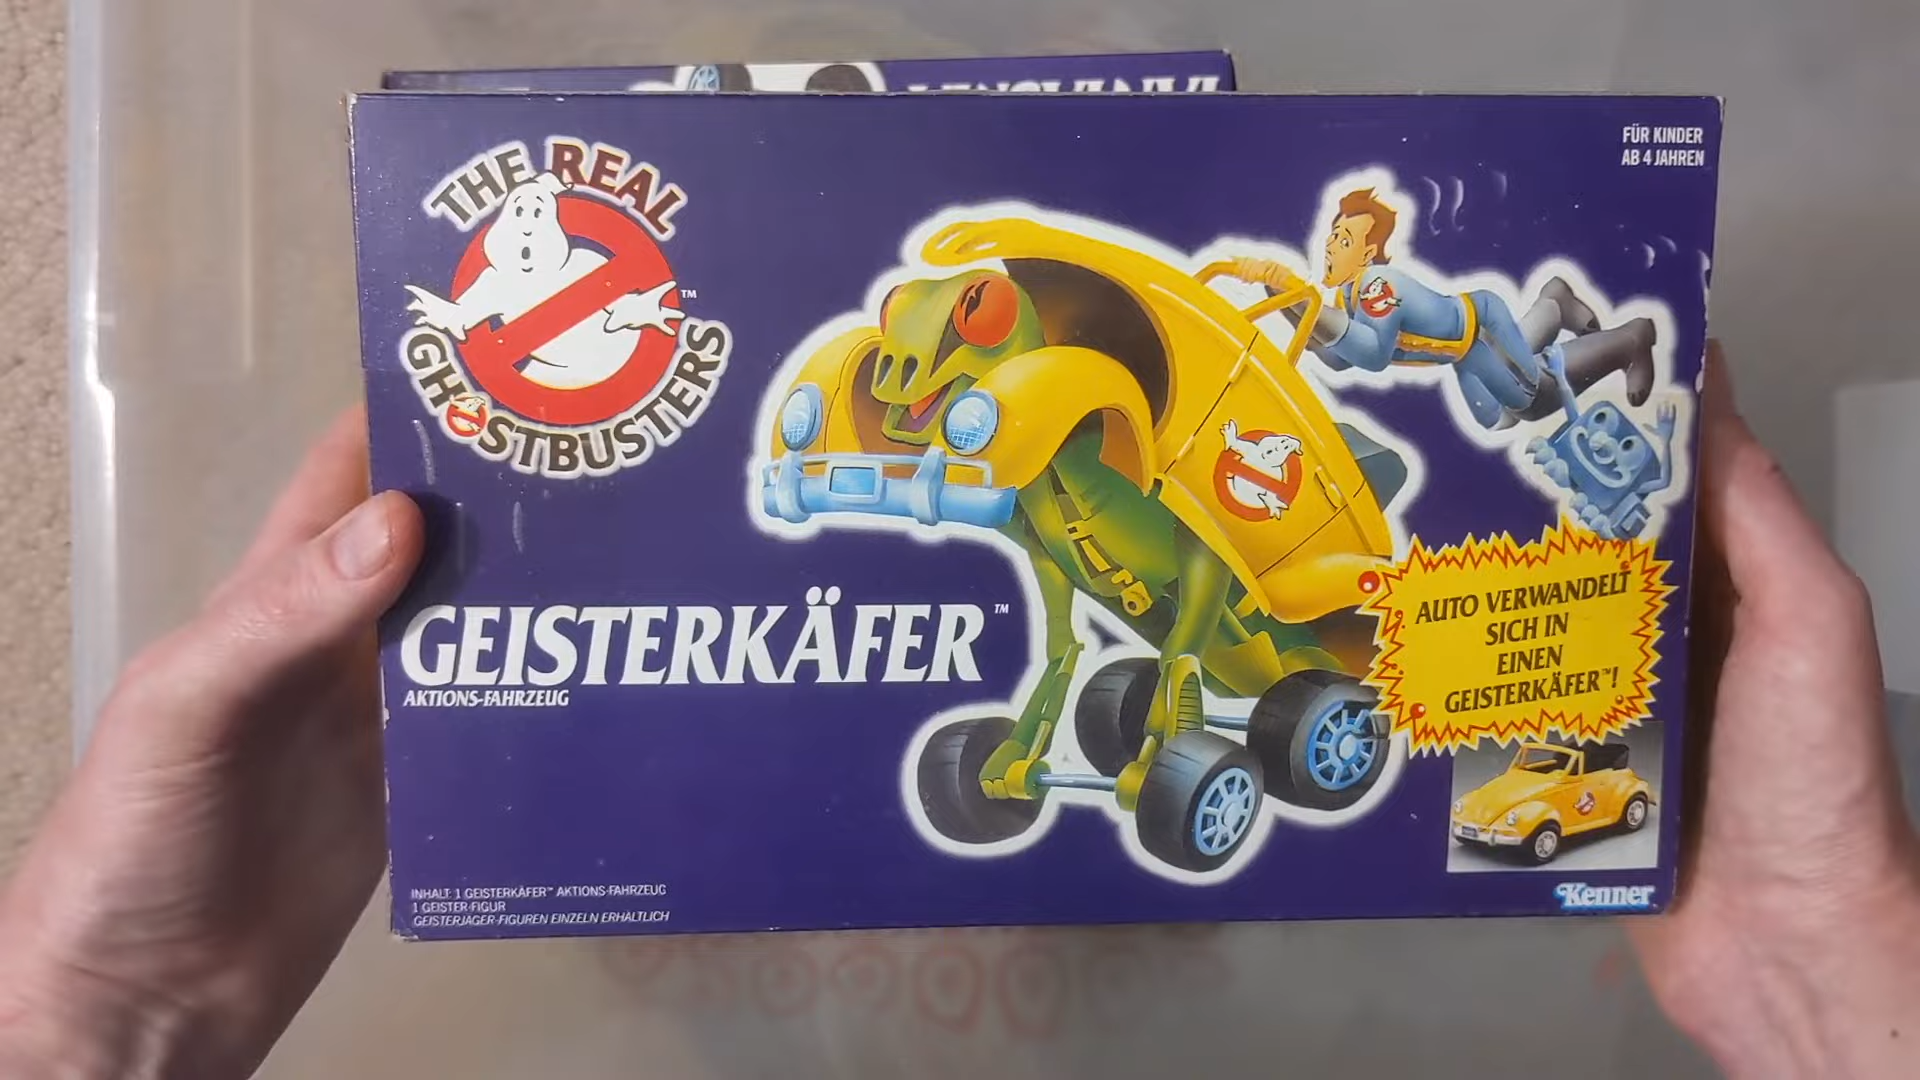 THE REAL
GHOSTBUSTERS
TM
FÜR KINDER
AB 4 JAHREN
GEISTERKÄFER™
AKTIONS-FAHRZEUG
AUTO VERWANDELT
SICH IN
EINEN
GEISTERKÄFER™!
INHALT: 1 GEISTERKÄFER™ AKTIONS-FAHRZEUG
1 GEISTER-FIGUR
GEISTERJÄGER-FIGUREN EINZELN ERHÄLTLICH
Kenner